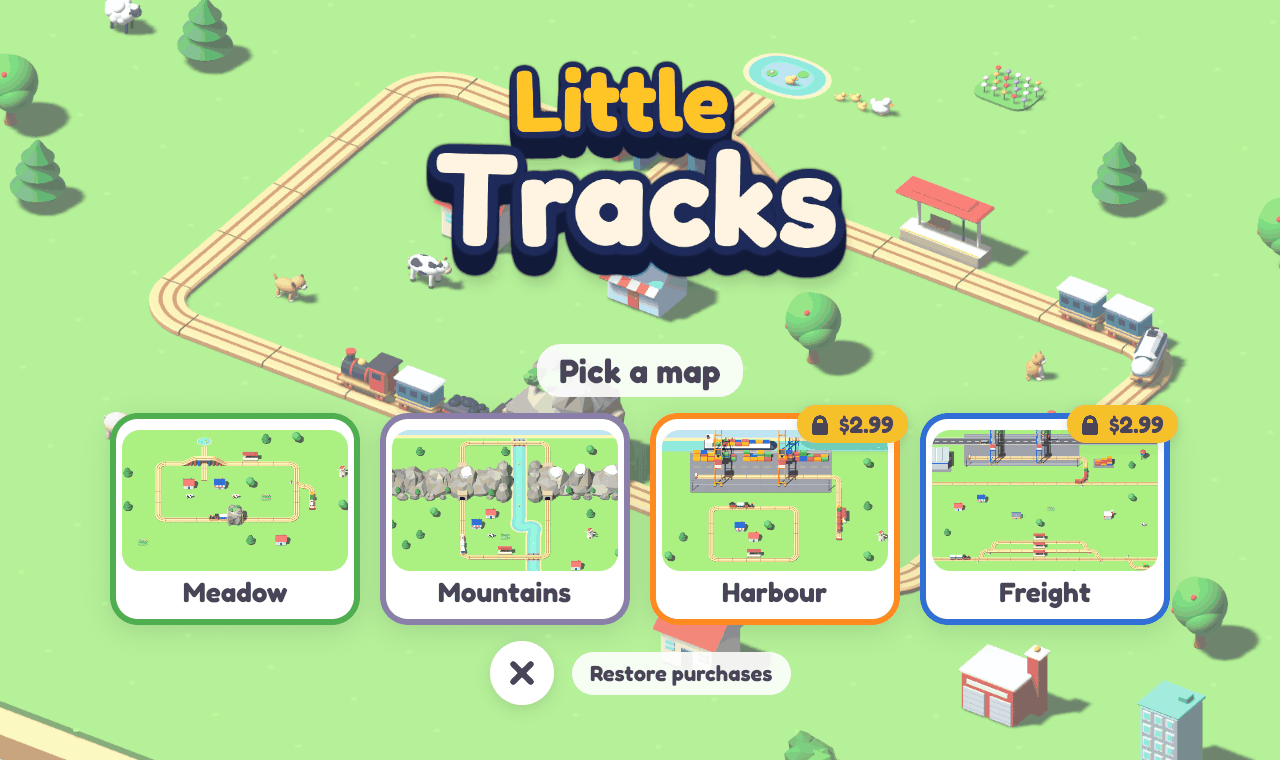 Little
Tracks
Pick a map
$2.99
$2.99
Meadow
Mountains
Harbour
Freight
Restore purchases